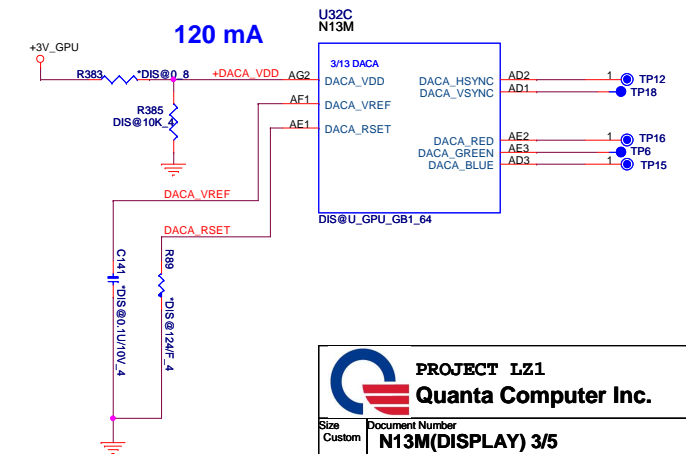 U32C
N13M
120 mA
+3V_GPU
3/13 DACA
R383
*DIS@0_8
+DACA_VDD
AG2
DACA_VDD
DACA_HSYNC
AD2
1
TP12
DACA_VSYNC
AD1
TP18
AF1
DACA_VREF
R385
DIS@10K_4
AE1
DACA_RSET
DACA_RED
AE2
1
TP16
DACA_GREEN
AE3
TP6
DACA_BLUE
AD3
1
TP15
DACA_VREF
DIS@U_GPU_GB1_64
DACA_RSET
C141
*DIS@0.1U/10V_4
R89
*DIS@124/F_4
PROJECT LZ1
Quanta Computer Inc.
Size
Document Number
Custom
N13M(DISPLAY) 3/5